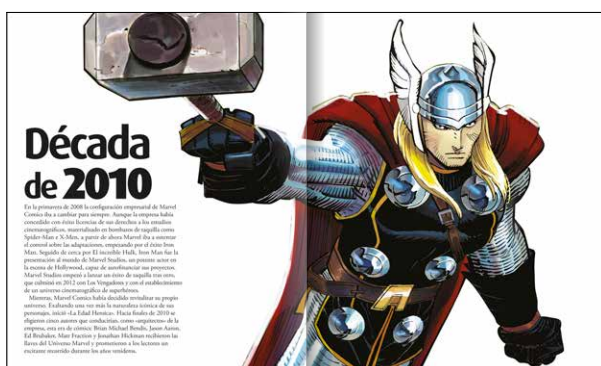 Década
de 2010
En la primavera de 2008 la configuración empresarial de Marvel
Comics iba a cambiar para siempre. Aunque la empresa había
concedido con éxito licencias de sus derechos a los estudios
cinematográficos, materializado en bombazos de taquilla como
Spider-Man o X-Men, a partir de ahora Marvel iba a ostentar
el control sobre las adaptaciones, empezando por el éxito Iron
Man. Seguido de cerca por El increíble Hulk, Iron Man fue la
presentación al mundo de Marvel Studios, un potente actor en
la escena de Hollywood, capaz de autofinanciar sus proyectos.
Marvel Studios empezó a lanzar un éxito de taquilla tras otro,
que culminó en 2012 con Los Vengadores y con el establecimiento
de un universo cinematográfico de superhéroes.
Mientras, Marvel Comics había decidido revitalizar su propio
universo. Exaltando una vez más la naturaleza icónica de sus
personajes, inició «La Edad Heroica». Hacia finales de 2010 se
eligieron cinco autores que conducirían, como «arquitectos» de la
empresa, esta era de cómics: Brian Michael Bendis, Jason Aaron,
Ed Brubaker, Matt Fraction y Jonathan Hickman recibieron las
llaves del Universo Marvel y prometieron a los lectores un
excitante recorrido durante los años venideros.